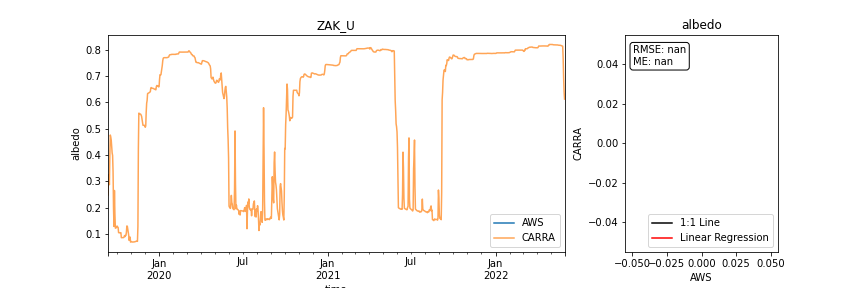 ZAK_U
albedo
0.8
0.7
0.6
0.5
0.4
0.3
0.2
0.1
albedo
AWS
CARRA
Jan
2020
Jul
Jan
2021
Jul
Jan
2022
time
albedo
RMSE: nan
ME: nan
0.04
0.02
0.00
−0.02
−0.04
CARRA
1:1 Line
Linear Regression
−0.050 −0.025 0.000 0.025 0.050
AWS